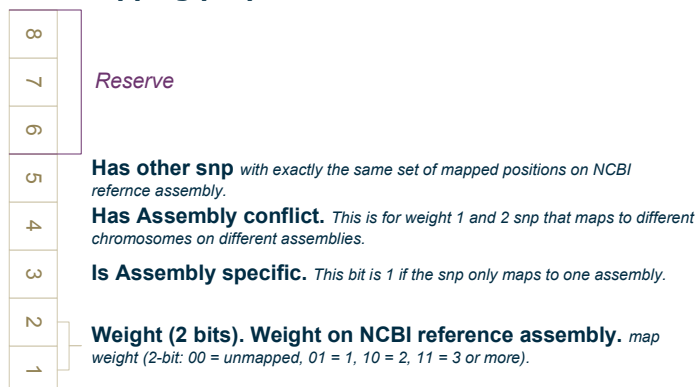 8
7
Reserve
6
5
Has other snp with exactly the same set of mapped positions on NCBI
refernce assembly.
4
Has Assembly conflict. This is for weight 1 and 2 snp that maps to different
chromosomes on different assemblies.
3
Is Assembly specific. This bit is 1 if the snp only maps to one assembly.
2
Weight (2 bits). Weight on NCBI reference assembly. map
weight (2-bit: 00 = unmapped, 01 = 1, 10 = 2, 11 = 3 or more).
1